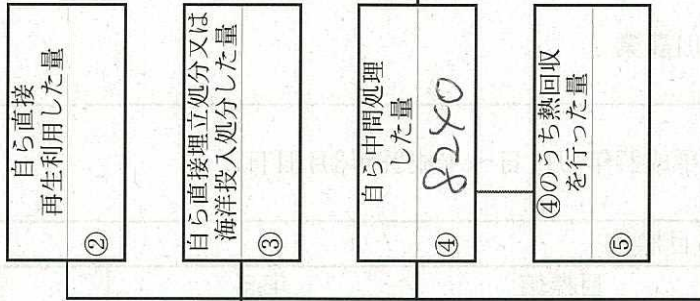 自ら直接
再生利用した量
②
自ら直接埋立処分又は
海洋投入処分した量
③
自ら中間処理
した量
④
8240
④のうち熱回収
を行った量
⑤